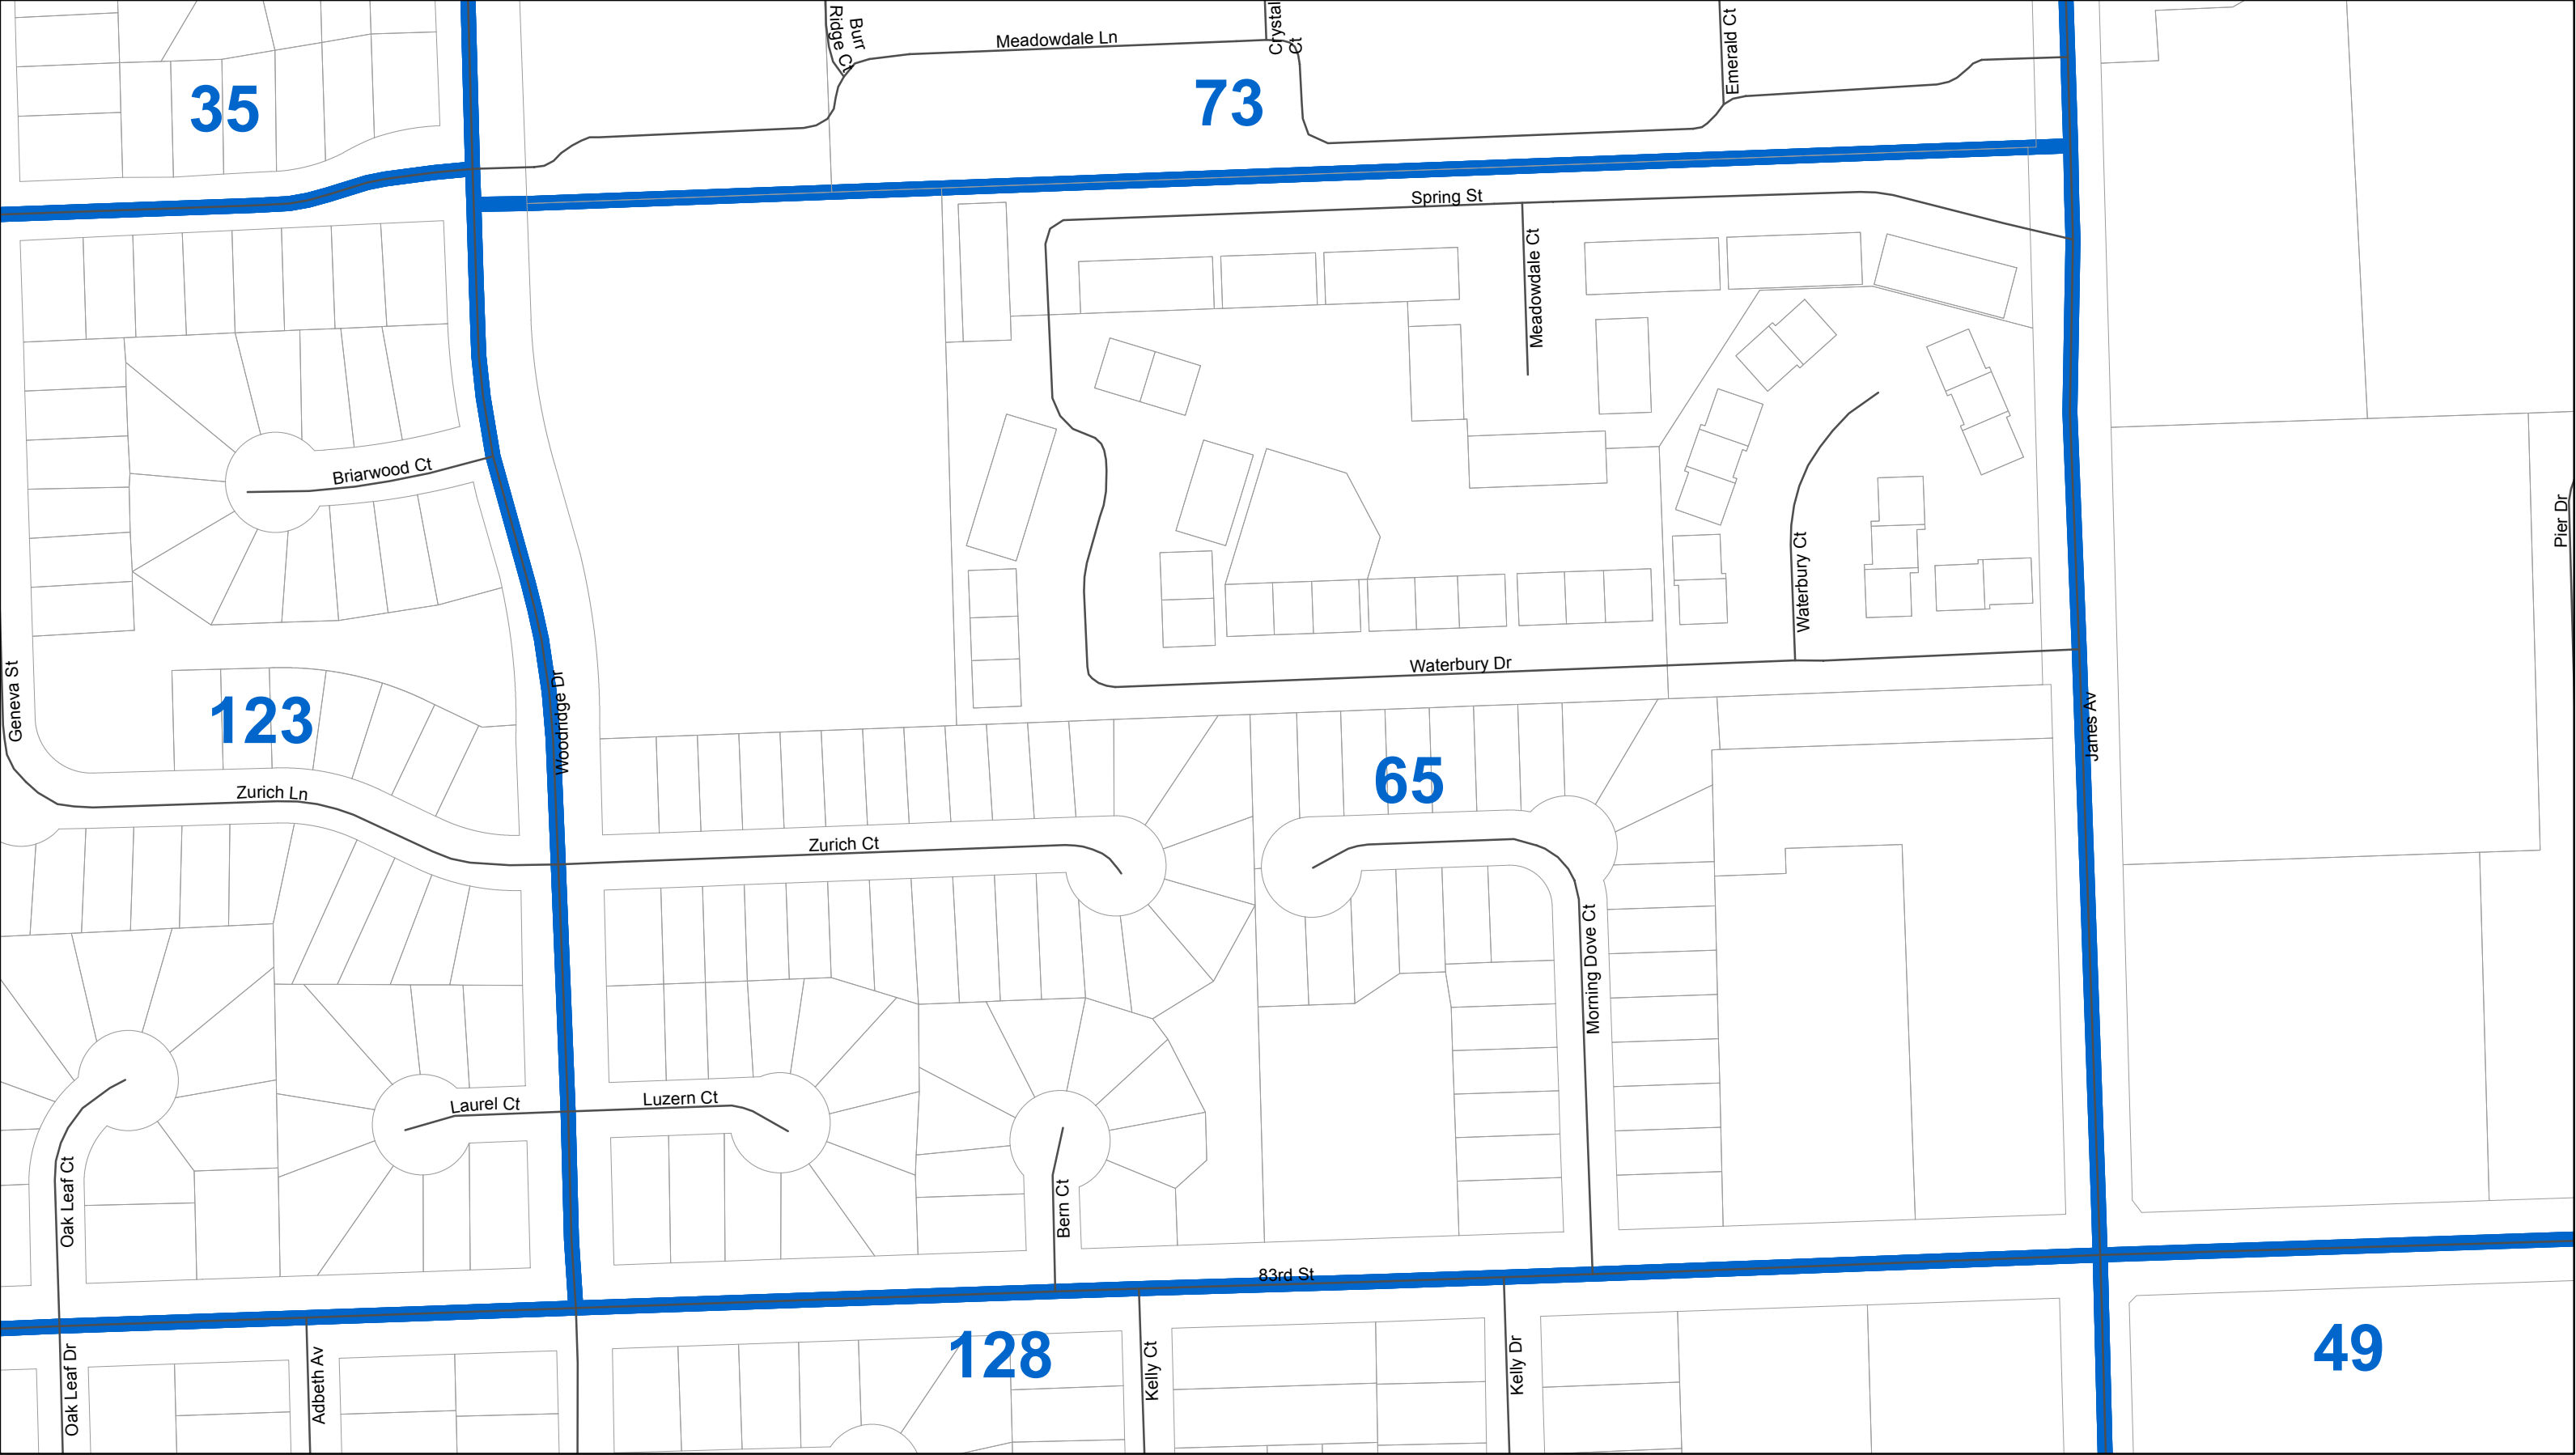 Burr
Ridge Ct
Meadowdale Ln
Crystal
Ct
Emerald Ct
35
73
Spring St
Meadowdale Ct
Briarwood Ct
Pier Dr
Waterbury Ct
Geneva St
Waterbury Dr
123
Woodridge Dr
Janes Av
65
Zurich Ln
Zurich Ct
Morning Dove Ct
Laurel Ct
Luzern Ct
Oak Leaf Ct
Bern Ct
83rd St
128
49
Oak Leaf Dr
Adbeth Av
Kelly Ct
Kelly Dr